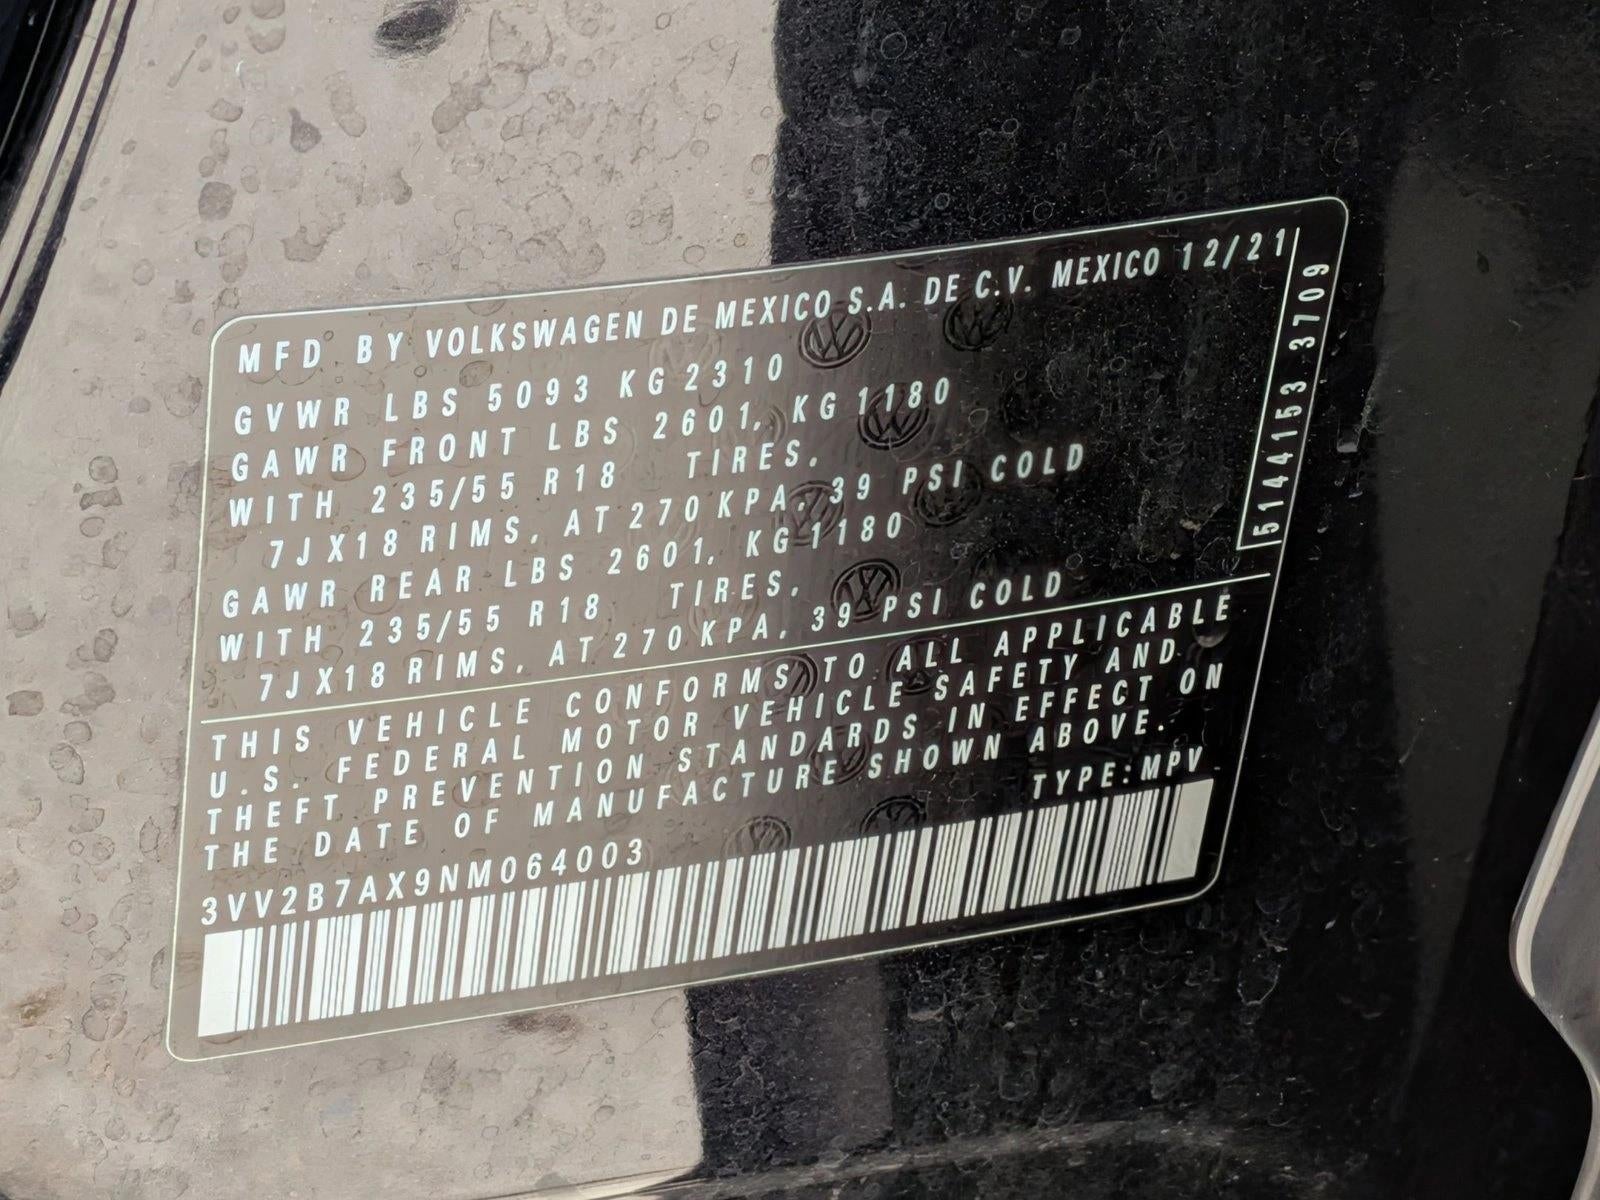 MFD BY VOLKSWAGEN DE MEXICO S.A. DE C.V. MEXICO 12/21
GVWR LBS 5093 KG 2310
GAWR FRONT LBS 2601, KG 1180
WITH 235/55 R18 TIRES,
7JX18 RIMS, AT 270 KPA, 39 PSI COLD
GAWR REAR LBS 2601, KG 1180
WITH 235/55 R18 TIRES,
7JX18 RIMS, AT 270 KPA, 39 PSI COLD
5144153 3709
THIS VEHICLE CONFORMS TO ALL APPLICABLE
U.S. FEDERAL MOTOR VEHICLE SAFETY AND
THEFT PREVENTION STANDARDS IN EFFECT ON
THE DATE OF MANUFACTURE SHOWN ABOVE.
TYPE: MPV
3VV2B7AX9NM064003